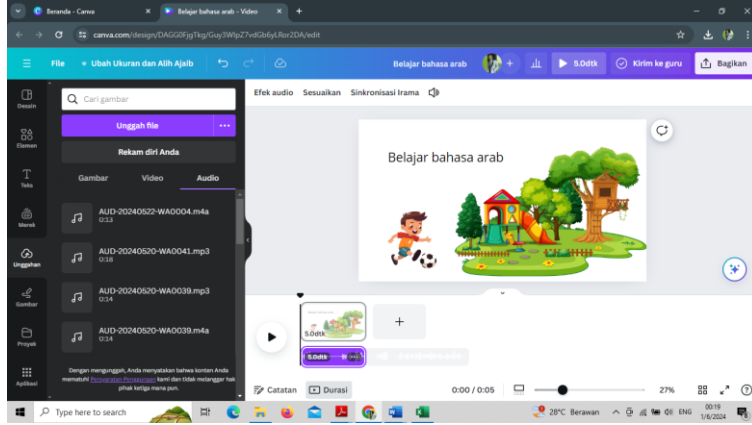 Beranda - Canva
Belajar bahasa arab - Video
canva.com/design/DAGGOFjgTkg/Guy3WlpZ7vdGb6yLRor2DA/edit
File
Ubah Ukuran dan Alih Ajaib
Belajar bahasa arab
5.0dtk
Kirim ke guru
Bagikan
Desain
Elemen
Teks
Merek
Unggahan
Gambar
Proyek
Aplikasi
Cari gambar
Unggah file
Rekam diri Anda
Gambar Video Audio
AUD-20240522-WA0004.m4a
0:13
AUD-20240520-WA0041.mp3
0:18
AUD-20240520-WA0039.mp3
0:14
AUD-20240520-WA0039.m4a
0:14
Dengan mengunggah, Anda menyatakan bahwa konten Anda
mematuhi Persyaratan Penggunaan kami dan tidak melanggar hak
pihak ketiga mana pun.
Efek audio Sesuaikan Sinkronisasi Irama
Belajar bahasa arab
5.0dtk
5.0dtk
Catatan Durasi
0:00 / 0:05
27%
Type here to search
28°C Berawan
ENG
00:19
1/6/2024